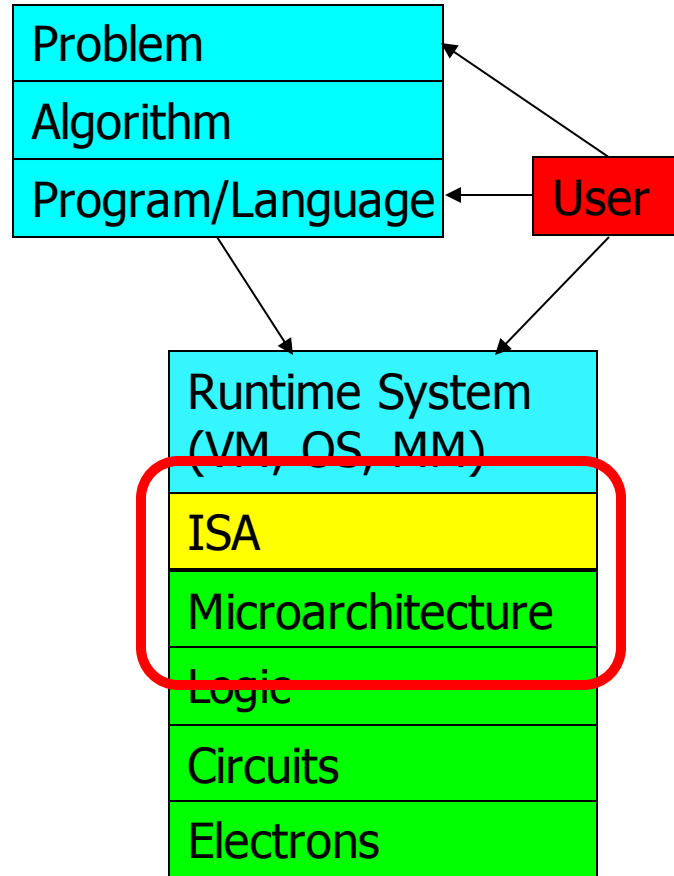 Problem
Algorithm
Program/Language
User
Runtime System
(VM, OS, MM)
ISA
Microarchitecture
Logic
Circuits
Electrons